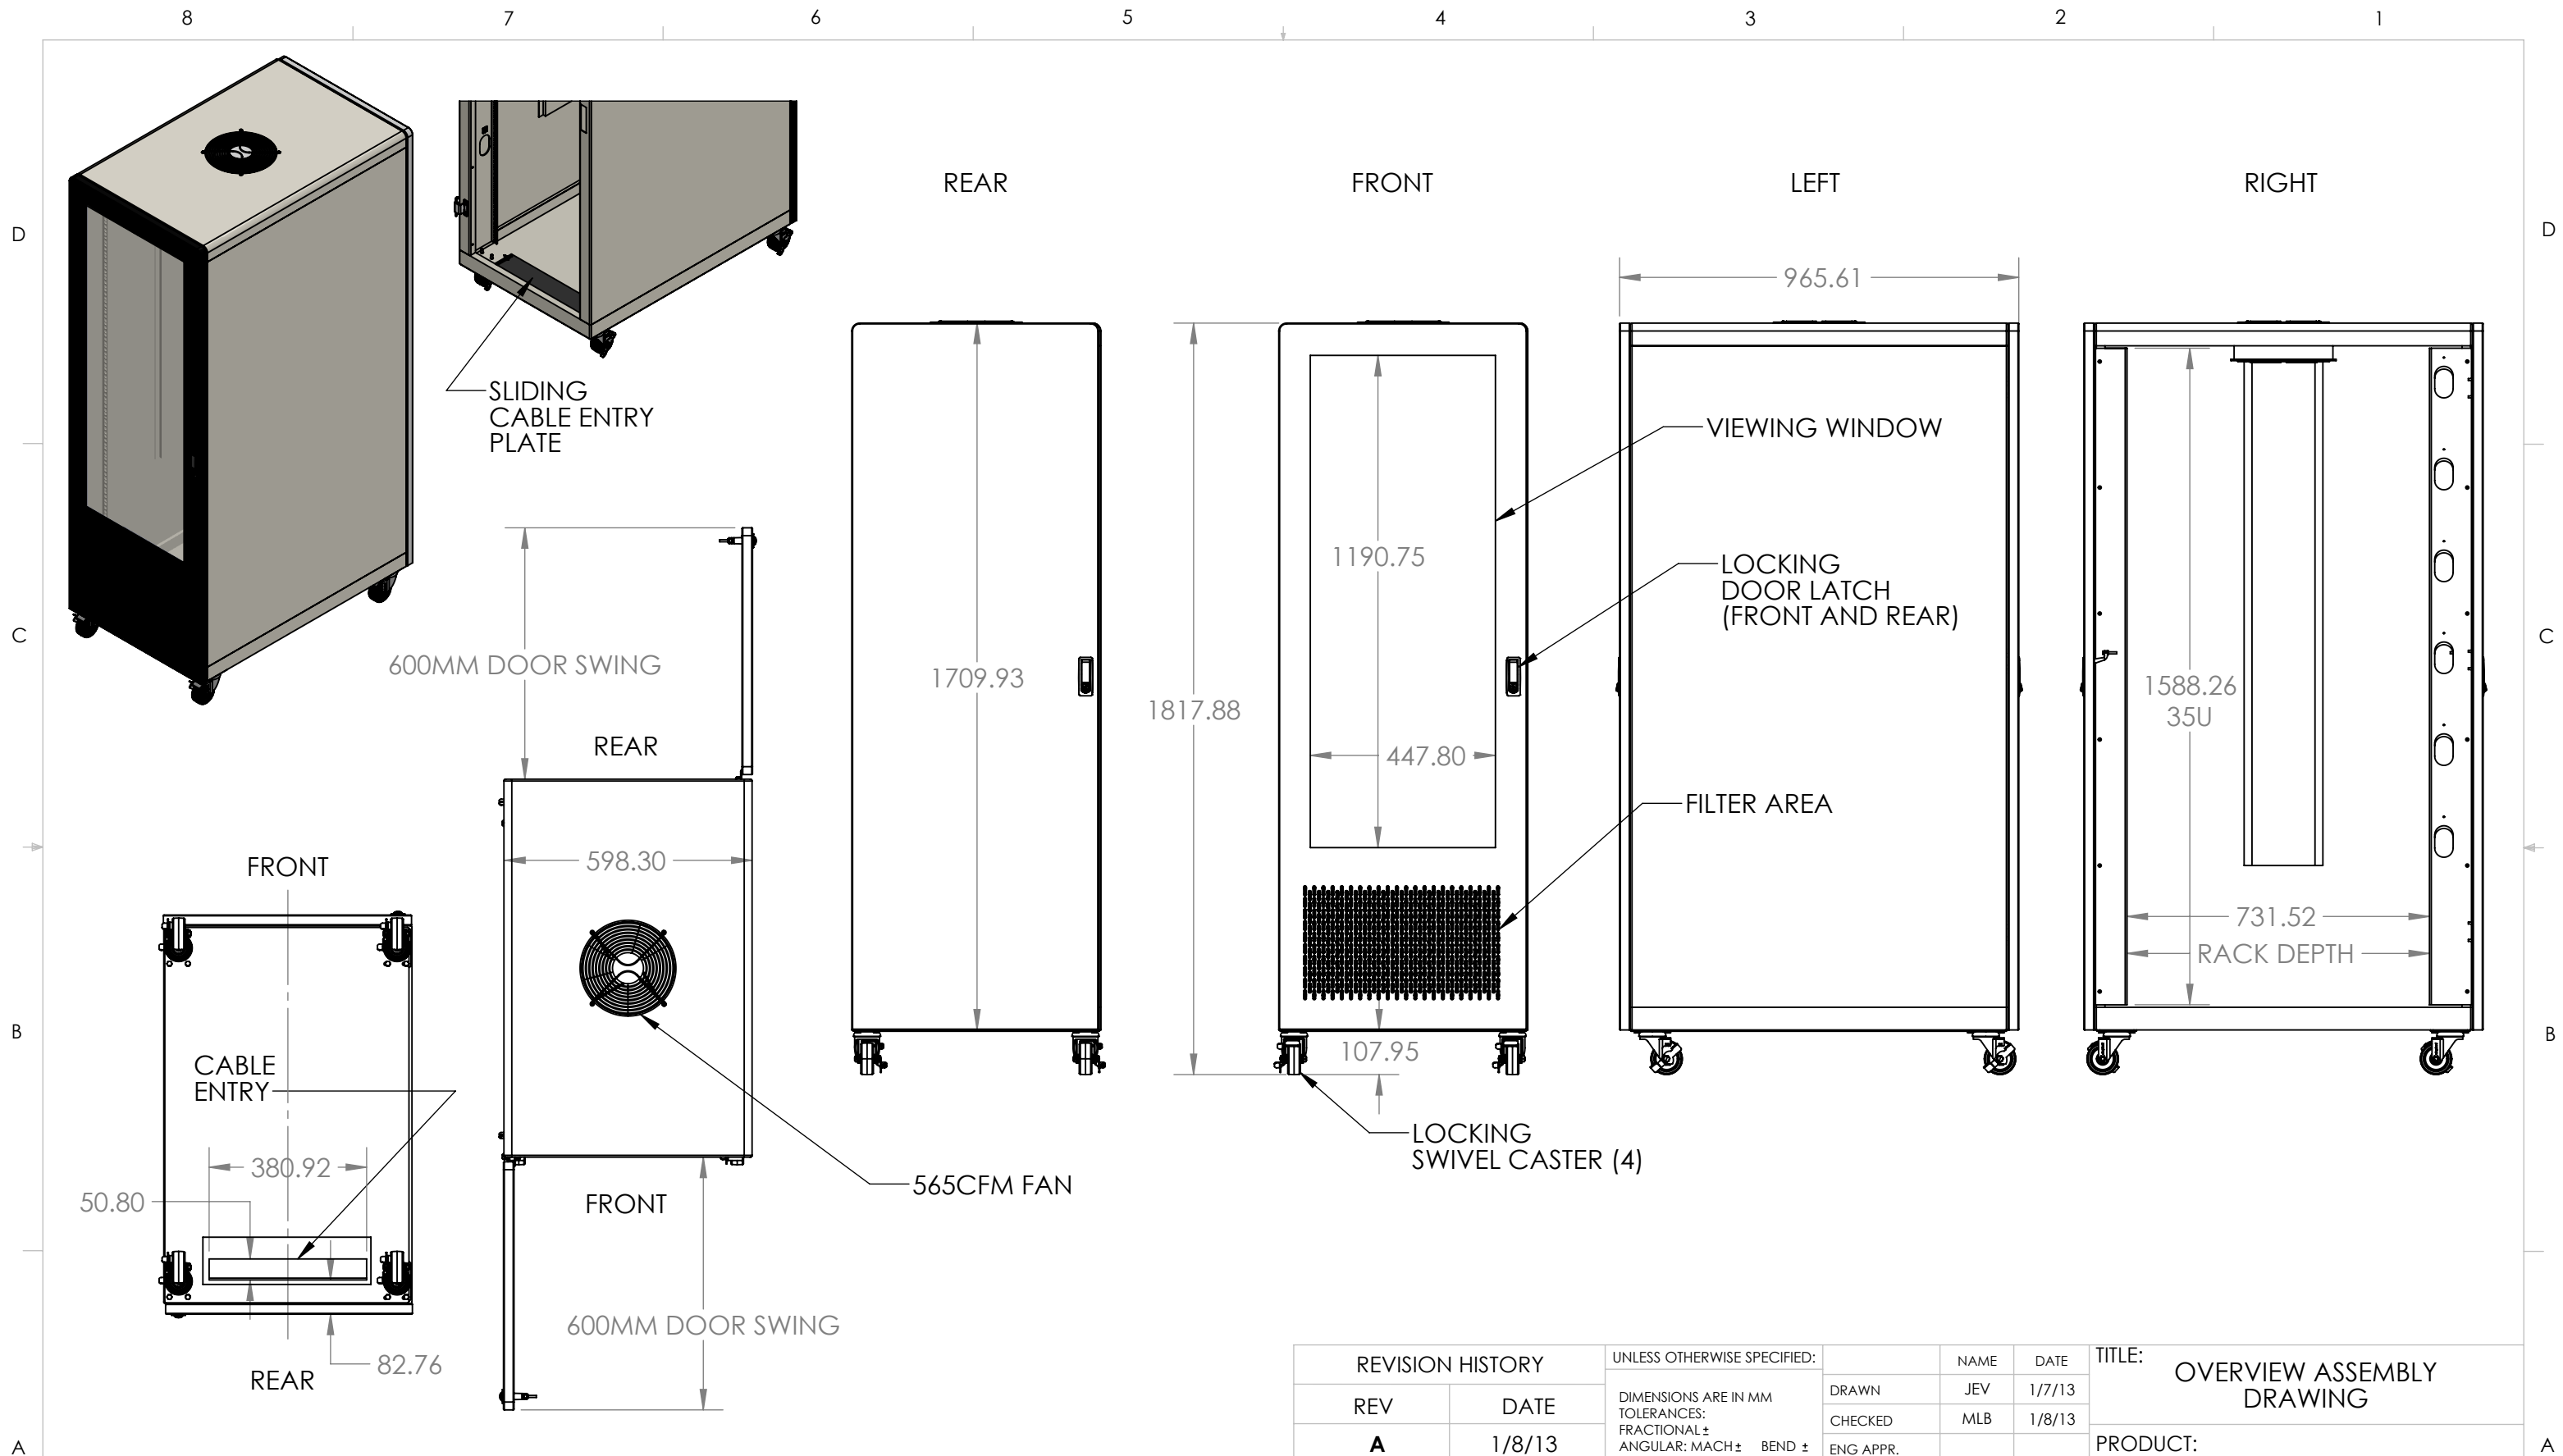 8 7 6 5 4 3 2 1
REAR FRONT LEFT RIGHT
D D
965.61
SLIDING
CABLE ENTRY
PLATE
VIEWING WINDOW
1190.75
LOCKING
DOOR LATCH
(FRONT AND REAR)
C C
600MM DOOR SWING
1709.93
1817.88
1588.26
35U
REAR
447.80
FILTER AREA
598.30
FRONT
731.52
RACK DEPTH
B B
CABLE
ENTRY
107.95
LOCKING
SWIVEL CASTER (4)
380.92
50.80
565CFM FAN
FRONT
600MM DOOR SWING
82.76
REAR
REVISION HISTORY
REV DATE
A 1/8/13
UNLESS OTHERWISE SPECIFIED:
DIMENSIONS ARE IN MM
TOLERANCES:
FRACTIONAL ±
ANGULAR: MACH ± BEND ±
NAME DATE
DRAWN JEV 1/7/13
CHECKED MLB 1/8/13
ENG APPR.
TITLE:
OVERVIEW ASSEMBLY
DRAWING
PRODUCT:
A A